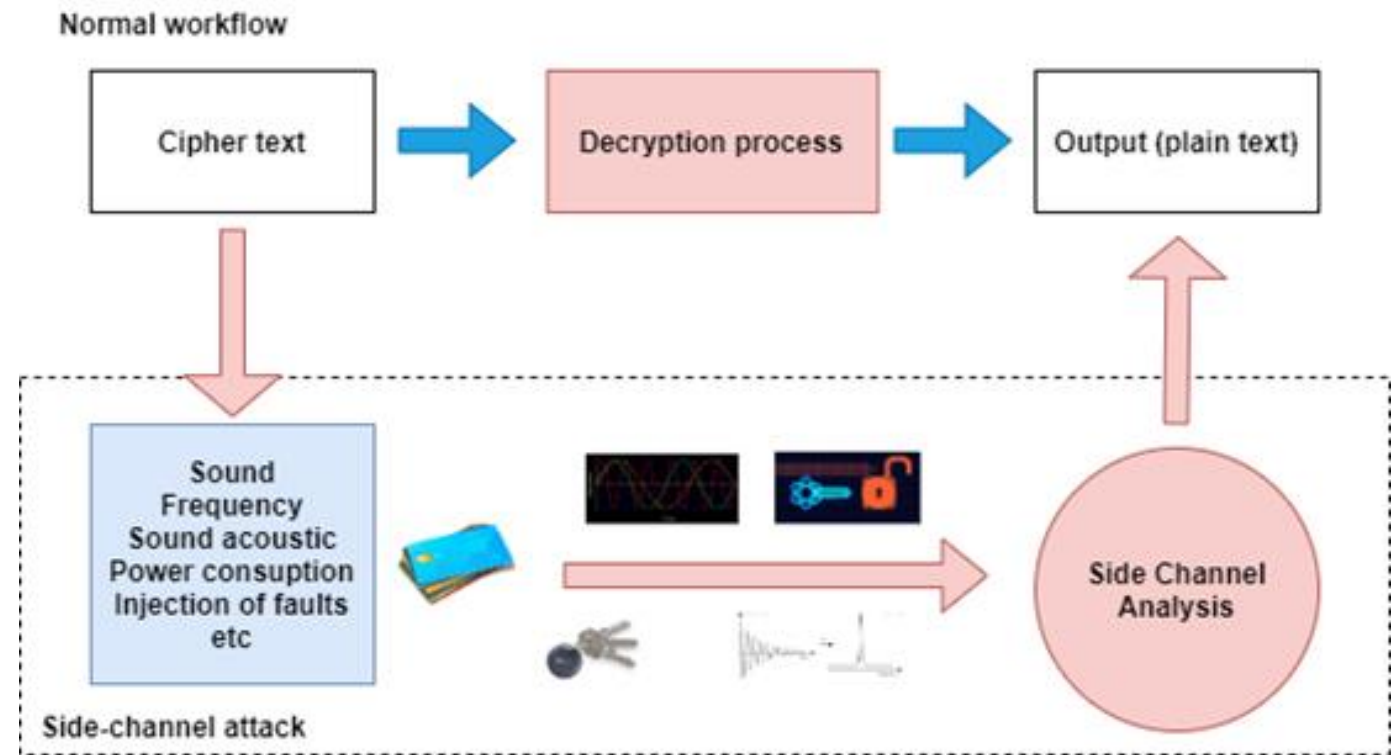 Normal workflow
Cipher text
Decryption process
Output (plain text)
Sound
Frequency
Sound acoustic
Power consuption
Injection of faults
etc
Side Channel
Analysis
Side-channel attack